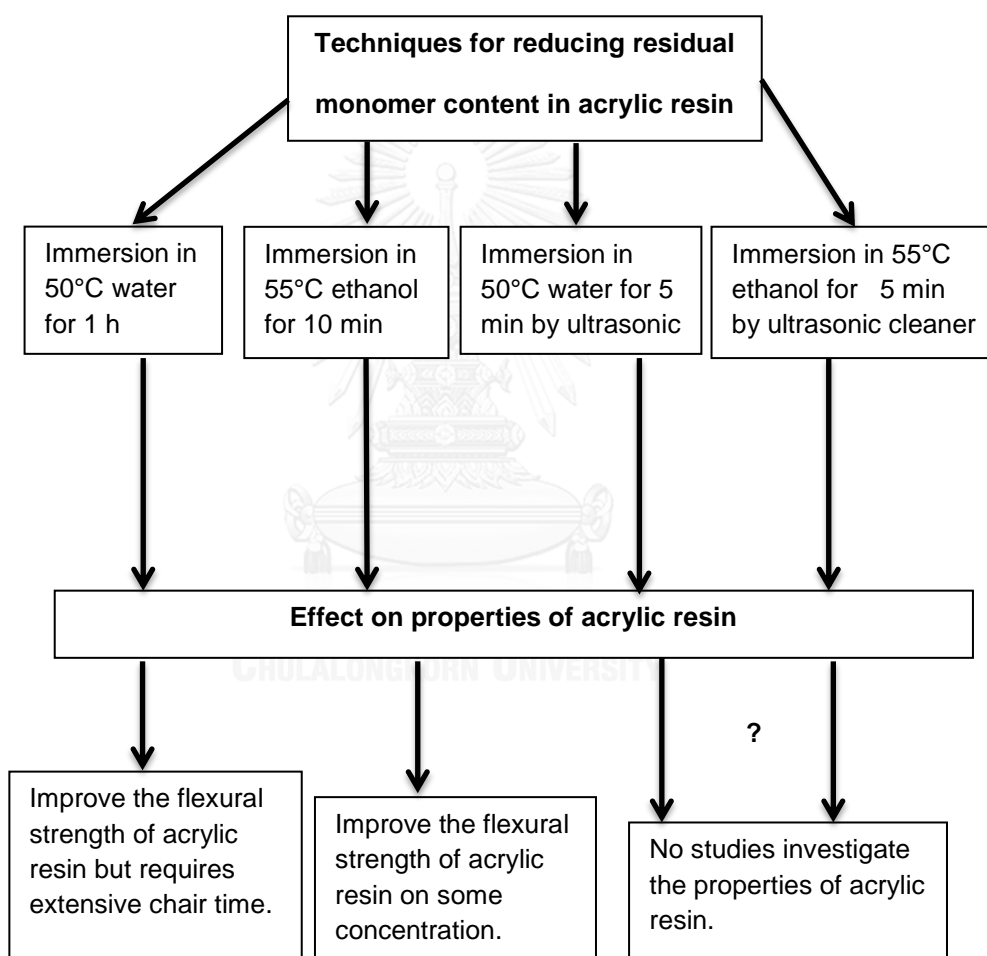 Techniques for reducing residual
monomer content in acrylic resin
Immersion in
50°C water
for 1 h
Immersion in
55°C ethanol
for 10 min
Immersion in
50°C water for 5
min by ultrasonic
Immersion in 55°C
ethanol for 5 min
by ultrasonic cleaner
Effect on properties of acrylic resin
CHULALONGKORN UNIVERSITY
?
Improve the flexural
strength of acrylic
resin but requires
extensive chair time.
Improve the flexural
strength of acrylic
resin on some
concentration.
No studies investigate
the properties of acrylic
resin.